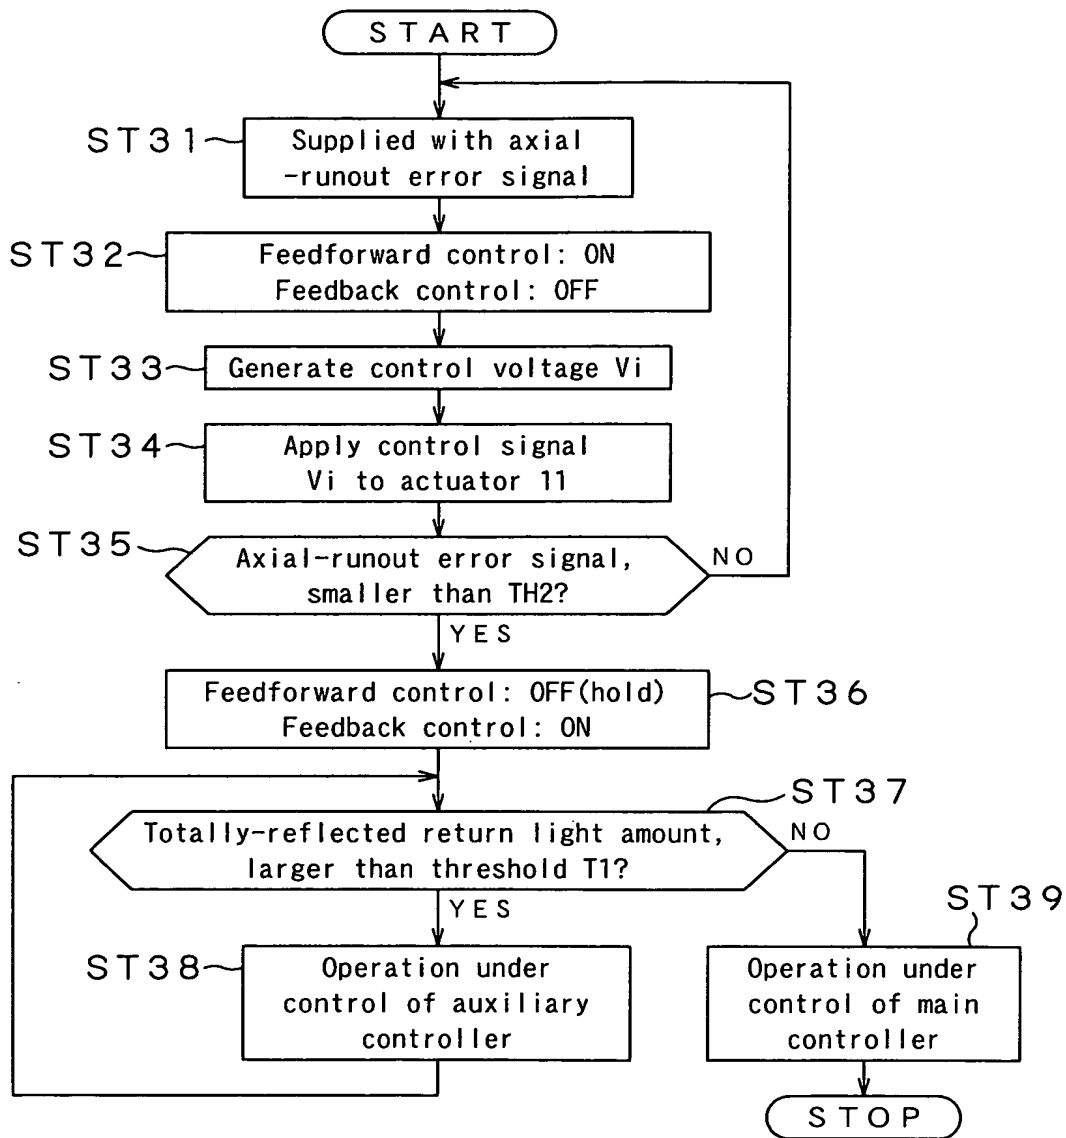 START
ST31
Supplied with axial
-runout error signal
ST32
Feedforward control: ON
Feedback control: OFF
ST33
Generate control voltage Vi
ST34
Apply control signal
Vi to actuator 11
ST35
Axial-runout error signal,
smaller than TH2?
NO
YES
Feedforward control: OFF(hold)
Feedback control: ON
ST36
ST37
Totally-reflected return light amount,
larger than threshold T1?
NO
YES
ST39
ST38
Operation under
control of auxiliary
controller
Operation under
control of main
controller
STOP